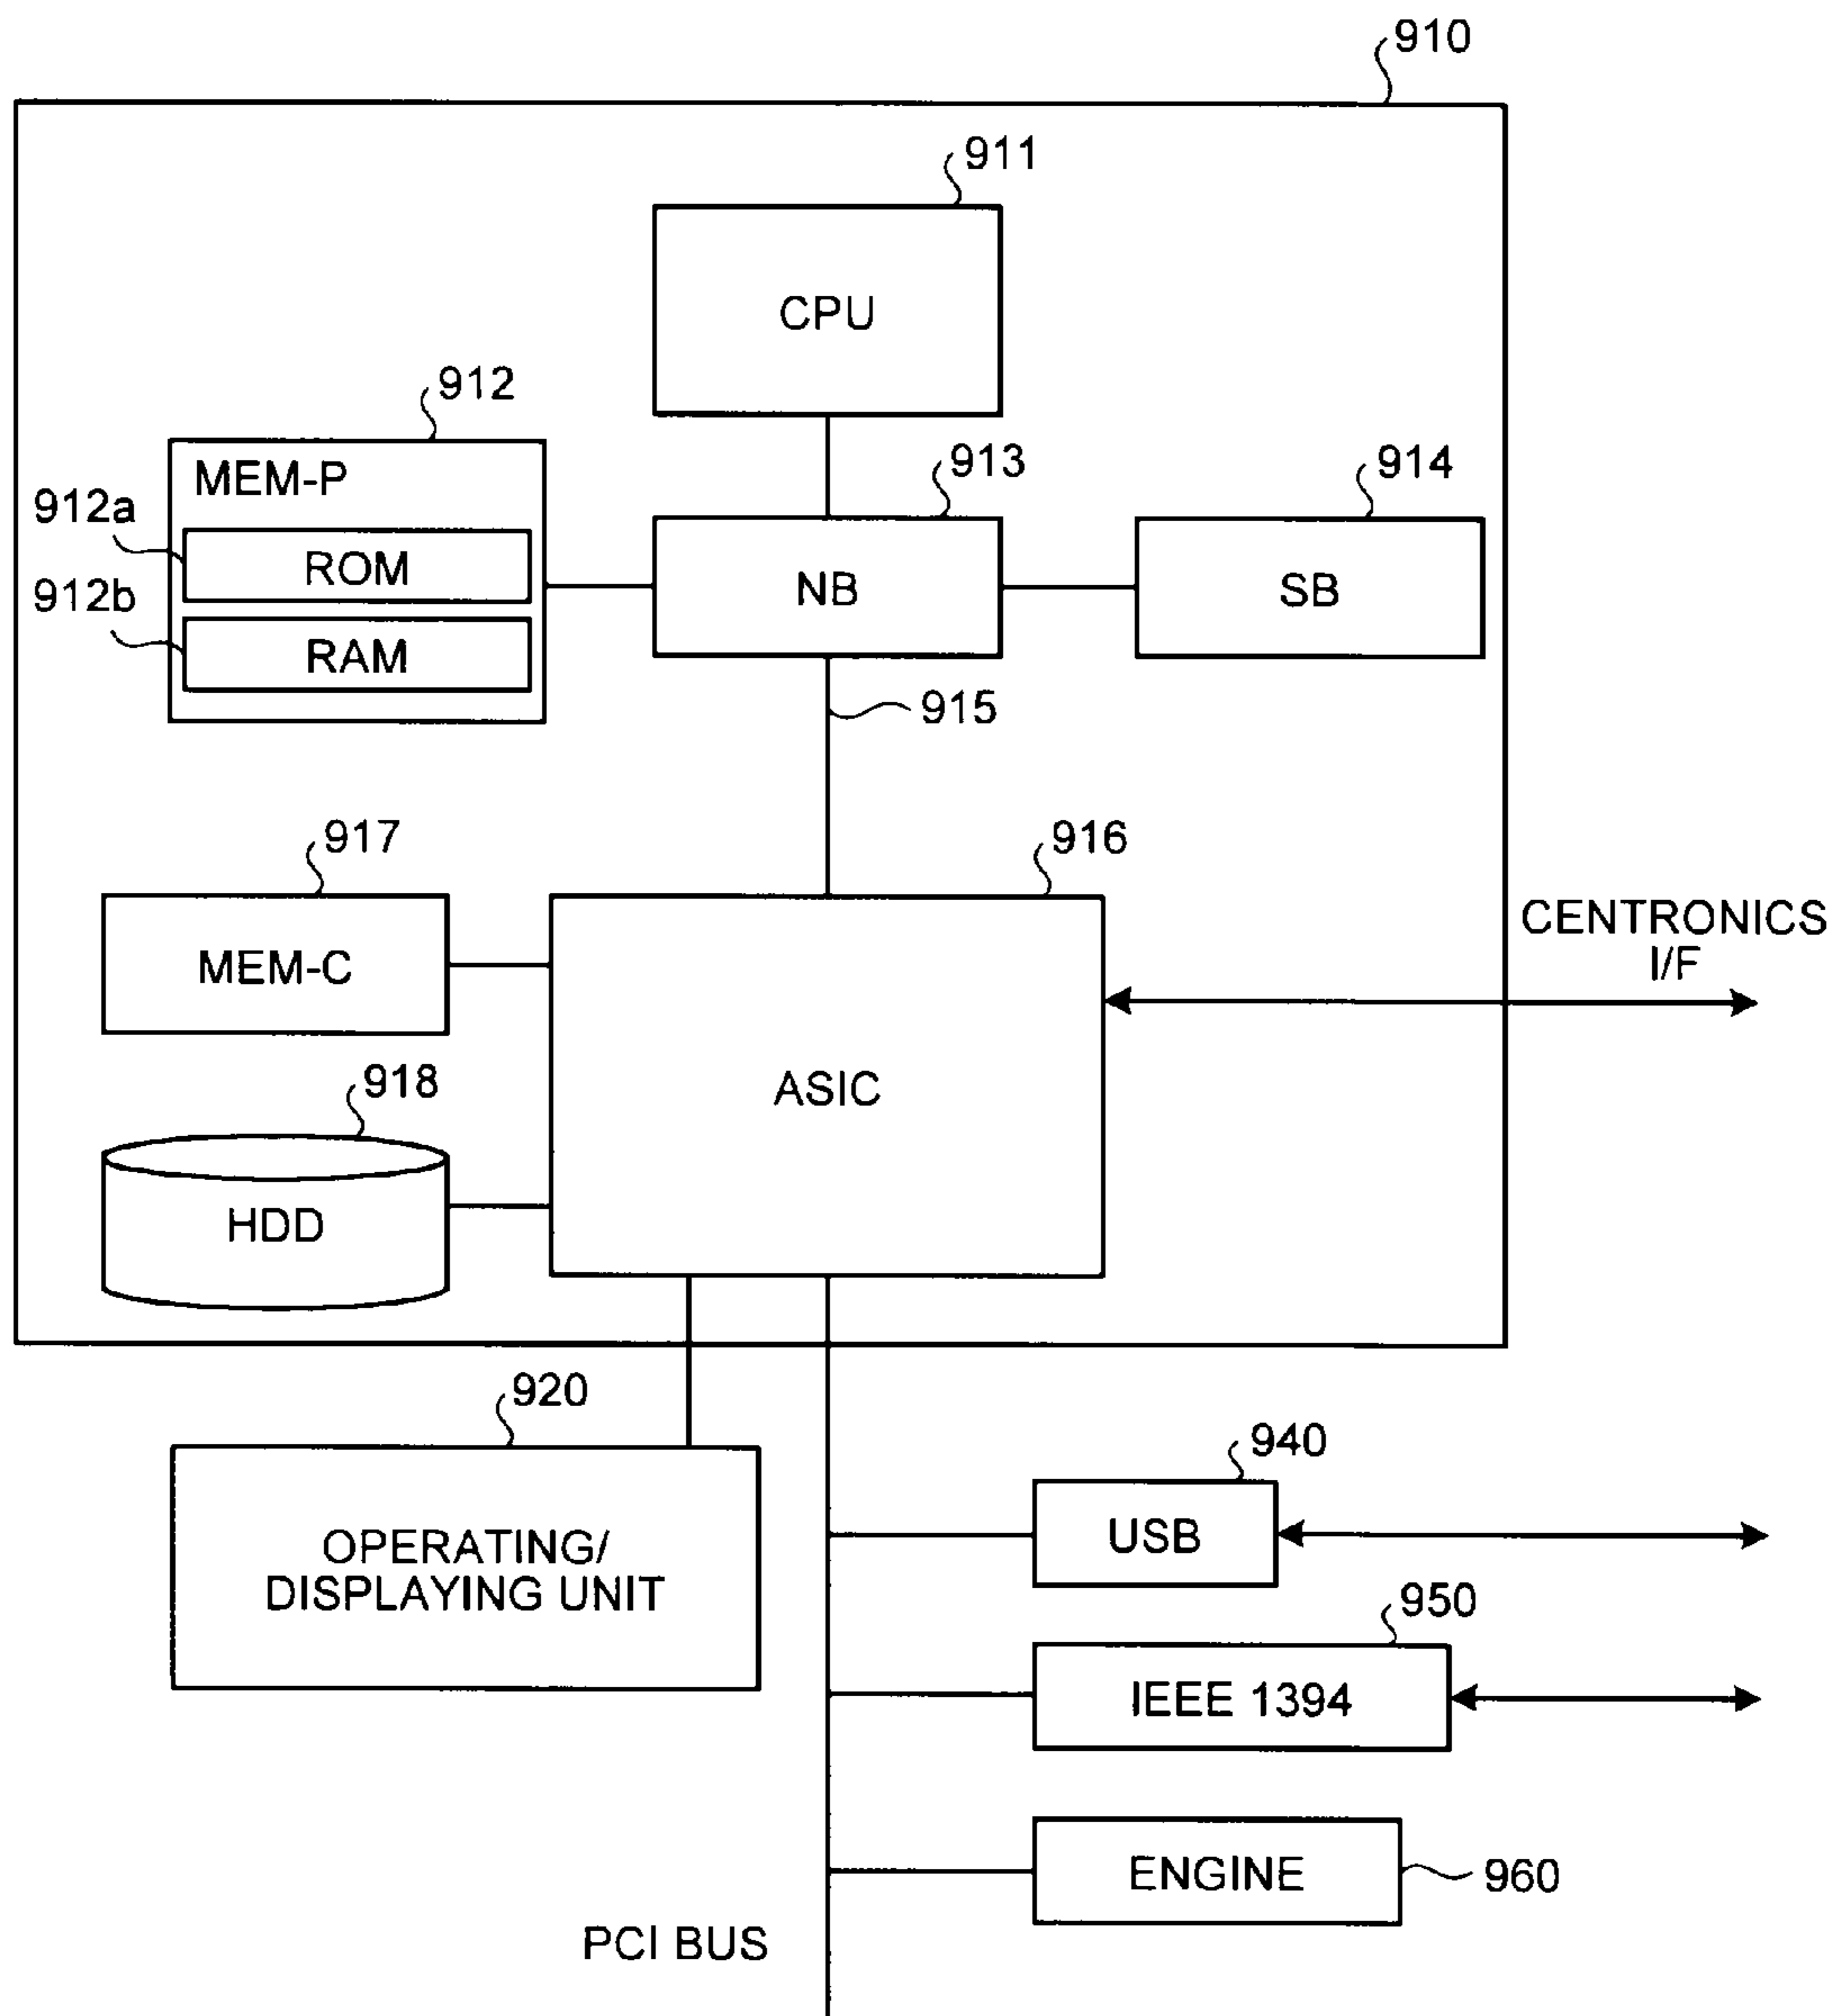 910
911
CPU
912
913
914
MEM-P
912a
ROM
NB
SB
912b
RAM
915
917
916
CENTRONICS
I/F
MEM-C
ASIC
918
HDD
920
940
OPERATING/
DISPLAYING UNIT
USB
950
IEEE 1394
ENGINE
960
PCI BUS